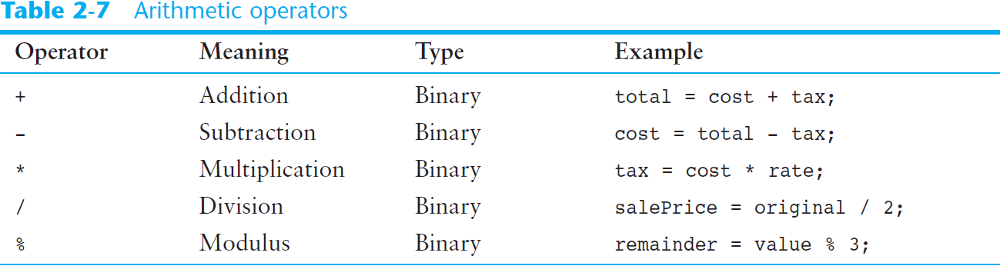 Table 2-7 Arithmetic operators
Operator Meaning Type Example
+ Addition Binary total = cost + tax;
– Subtraction Binary cost = total – tax;
* Multiplication Binary tax = cost * rate;
/ Division Binary salePrice = original / 2;
% Modulus Binary remainder = value % 3;